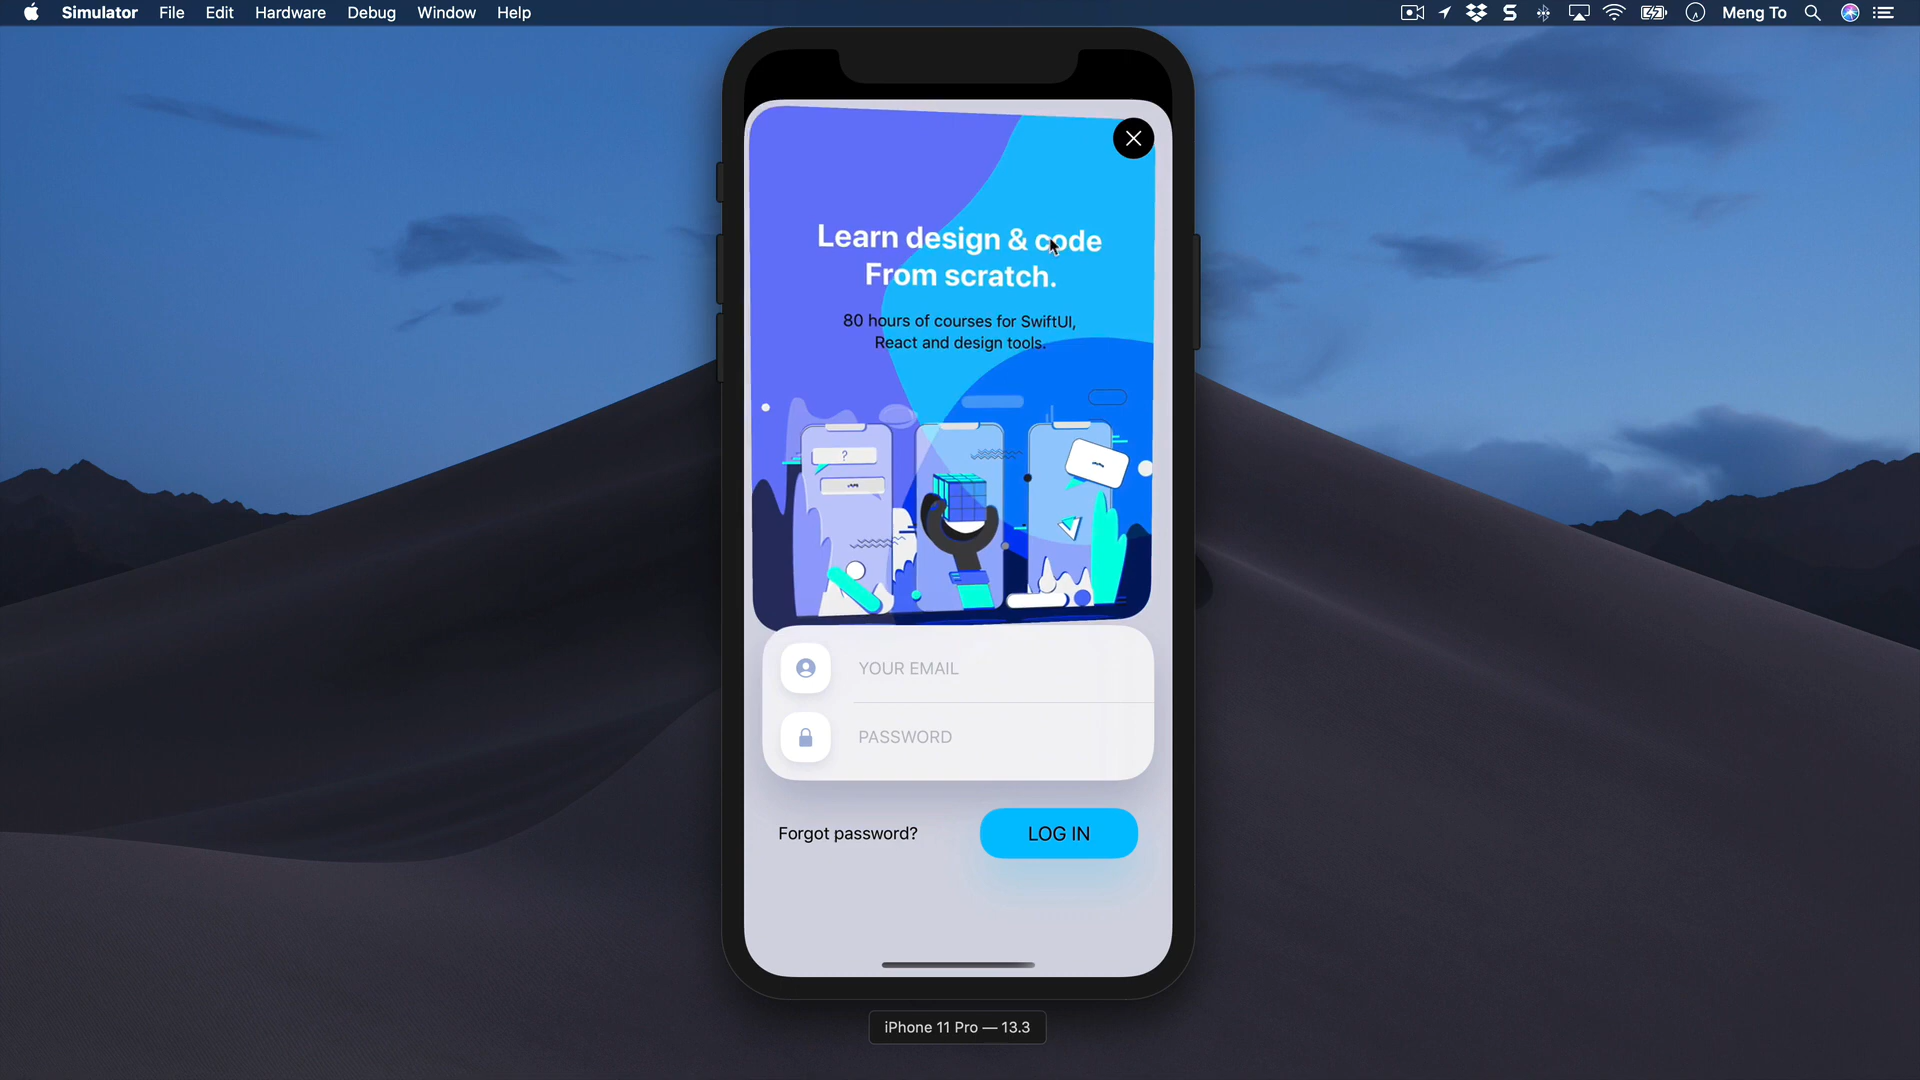 Simulator File Edit Hardware Debug Window Help
Meng To
Learn design & code
From scratch.
80 hours of courses for SwiftUI,
React and design tools.
?
YOUR EMAIL
PASSWORD
Forgot password?
LOG IN
iPhone 11 Pro — 13.3